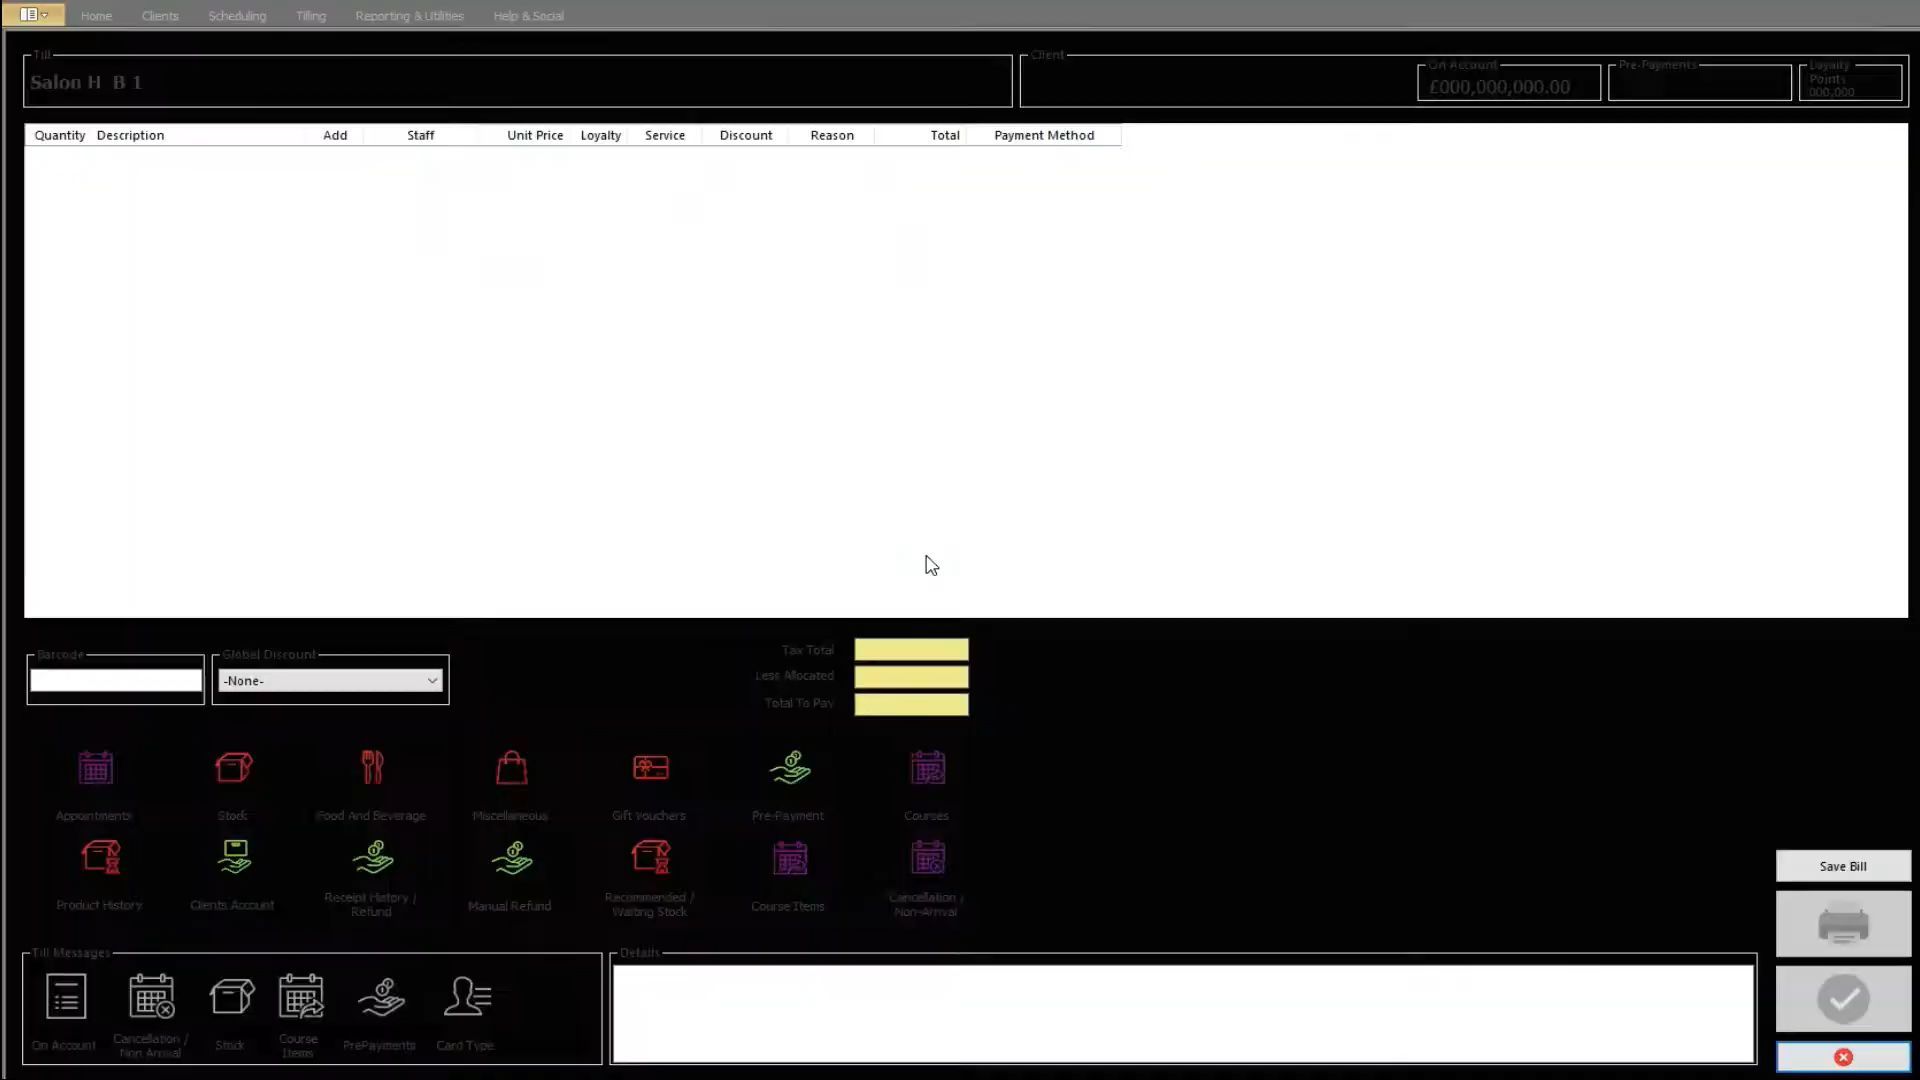 Home Clients Scheduling Tilling Reporting & Utilities Help & Social
Till
Client
Salon H B 1
On Account
£000,000,000.00
Pre-Payments
Loyalty
Points
000,000
Quantity Description Add Staff Unit Price Loyalty Service Discount Reason Total Payment Method
Barcode
Global Discount
-None-
Tax Total
Less Allocated
Total To Pay
Appointments Stock Food And Beverage Miscellaneous Gift Vouchers Pre-Payment Courses
Product History
Clients Account
Receipt History /
Refund
Manual Refund
Recommended /
Waiting Stock
Course Items
Cancellation /
Non-Arrival
Save Bill
Till Messages
On Account
Cancellation /
Non Arrival
Stock
Course
Items
PrePayments
Card Type
Details